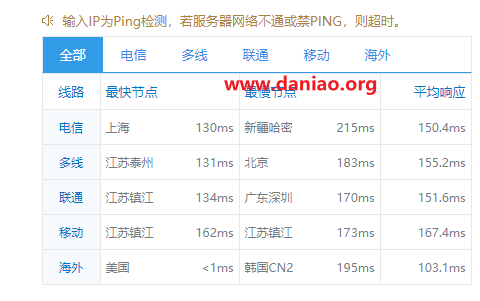 输入IP为Ping检测，若服务器网络不通或禁PING，则超时。
全部 电信 多线 联通 移动 海外
www.daniao.org
线路 最快节点 最慢节点 平均响应
电信 上海 130ms 新疆哈密 215ms 150.4ms
多线 江苏泰州 131ms 北京 183ms 155.2ms
联通 江苏镇江 134ms 广东深圳 170ms 151.6ms
移动 江苏镇江 162ms 江苏镇江 173ms 167.4ms
海外 美国 <1ms 韩国CN2 195ms 103.1ms